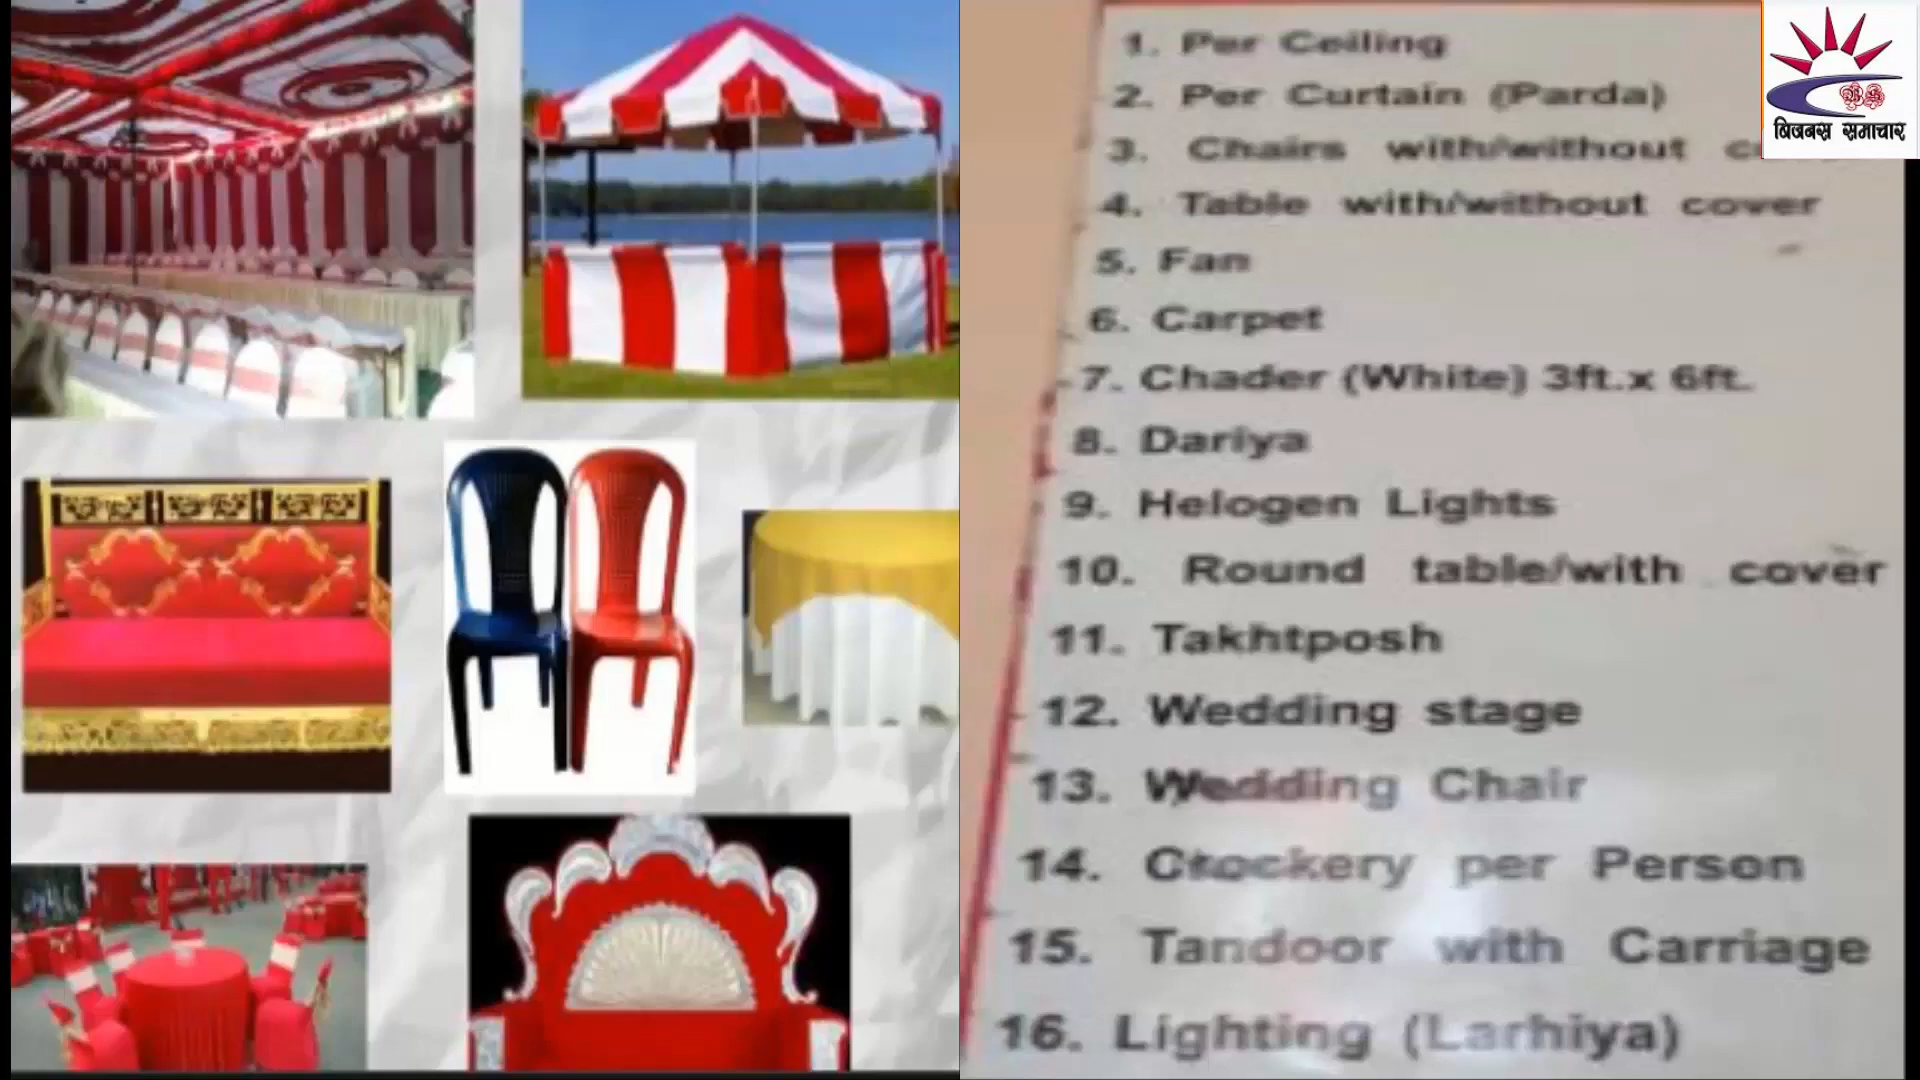 1. Per Ceiling
2. Per Curtain (Parda)
3. Chairs with/without
4. Table with/without cover
5. Fan
6. Carpet
7. Chader (White) 3ft.x 6ft.
8. Dariya
9. Helogen Lights
10. Round table/with cover
11. Takhtposh
12. Wedding stage
13. Wedding Chair
14. Crockery per Person
15. Tandoor with Carriage
16. Lighting (Larhiya)
बिजनस समाचार